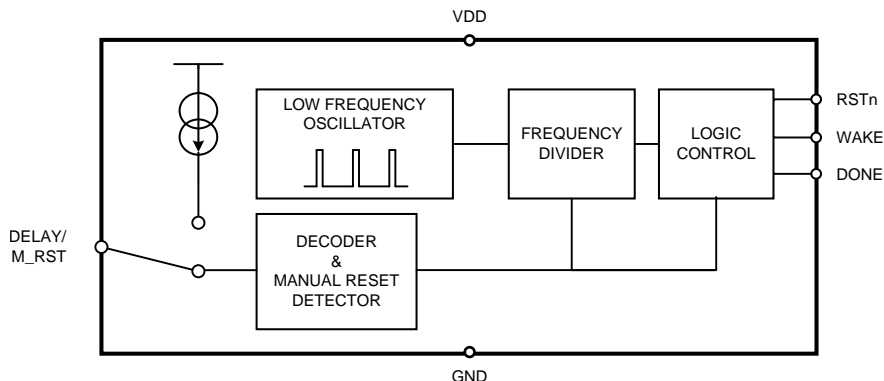 VDD
LOW FREQUENCY
OSCILLATOR
FREQUENCY
DIVIDER
LOGIC
CONTROL
RSTn
WAKE
DONE
DELAY/
M_RST
DECODER
&
MANUAL RESET
DETECTOR
GND